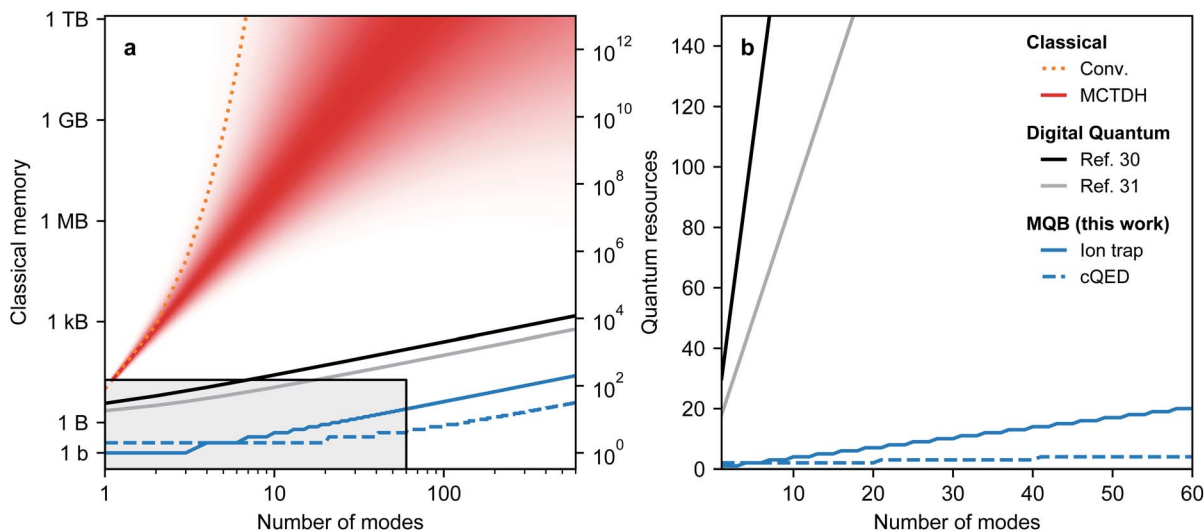 a
1 TB
1 GB
1 MB
1 kB
1 B
1 b
Classical memory
10^12
10^10
10^8
10^6
10^4
10^2
10^0
1
10
100
Number of modes
b
140
120
100
80
60
40
20
0
Quantum resources
10
20
30
40
50
60
Number of modes
Classical
Conv.
MCTDH
Digital Quantum
Ref. 30
Ref. 31
MQB (this work)
Ion trap
cQED